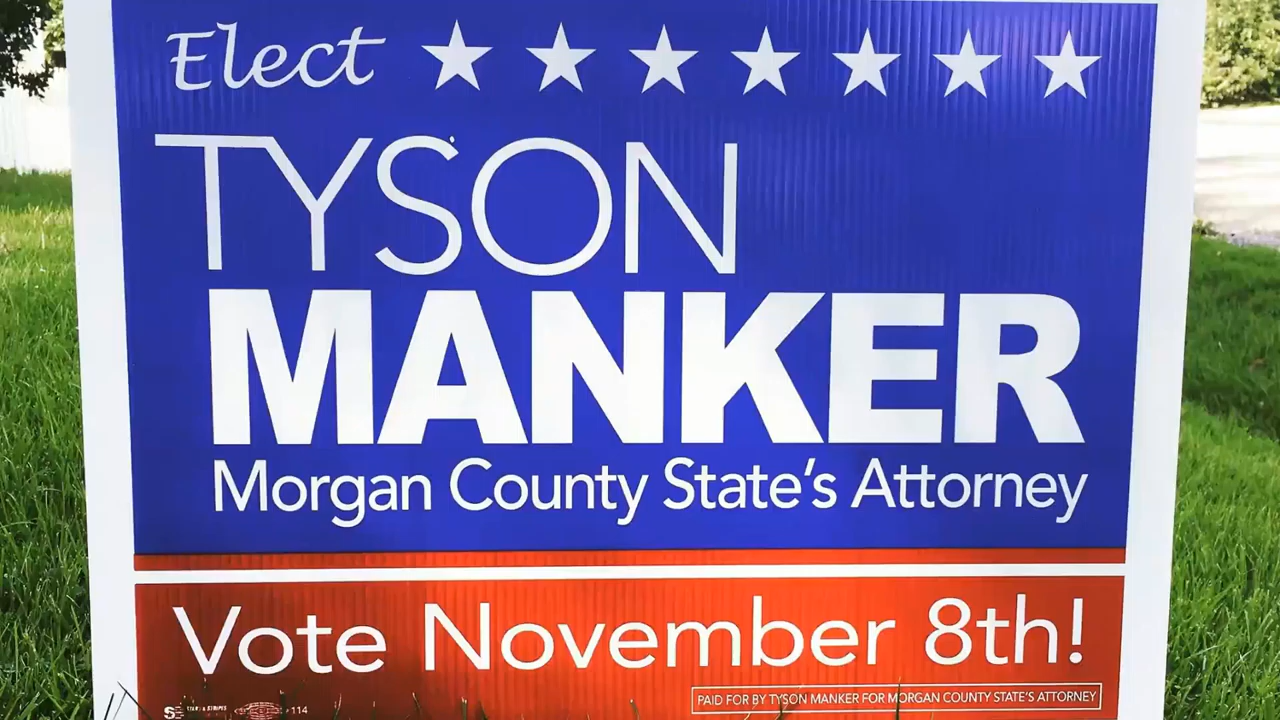 Elect
TYSON
MANKER
Morgan County State's Attorney
Vote November 8th!
PAID FOR BY TYSON MANKER FOR MORGAN COUNTY STATE'S ATTORNEY
114